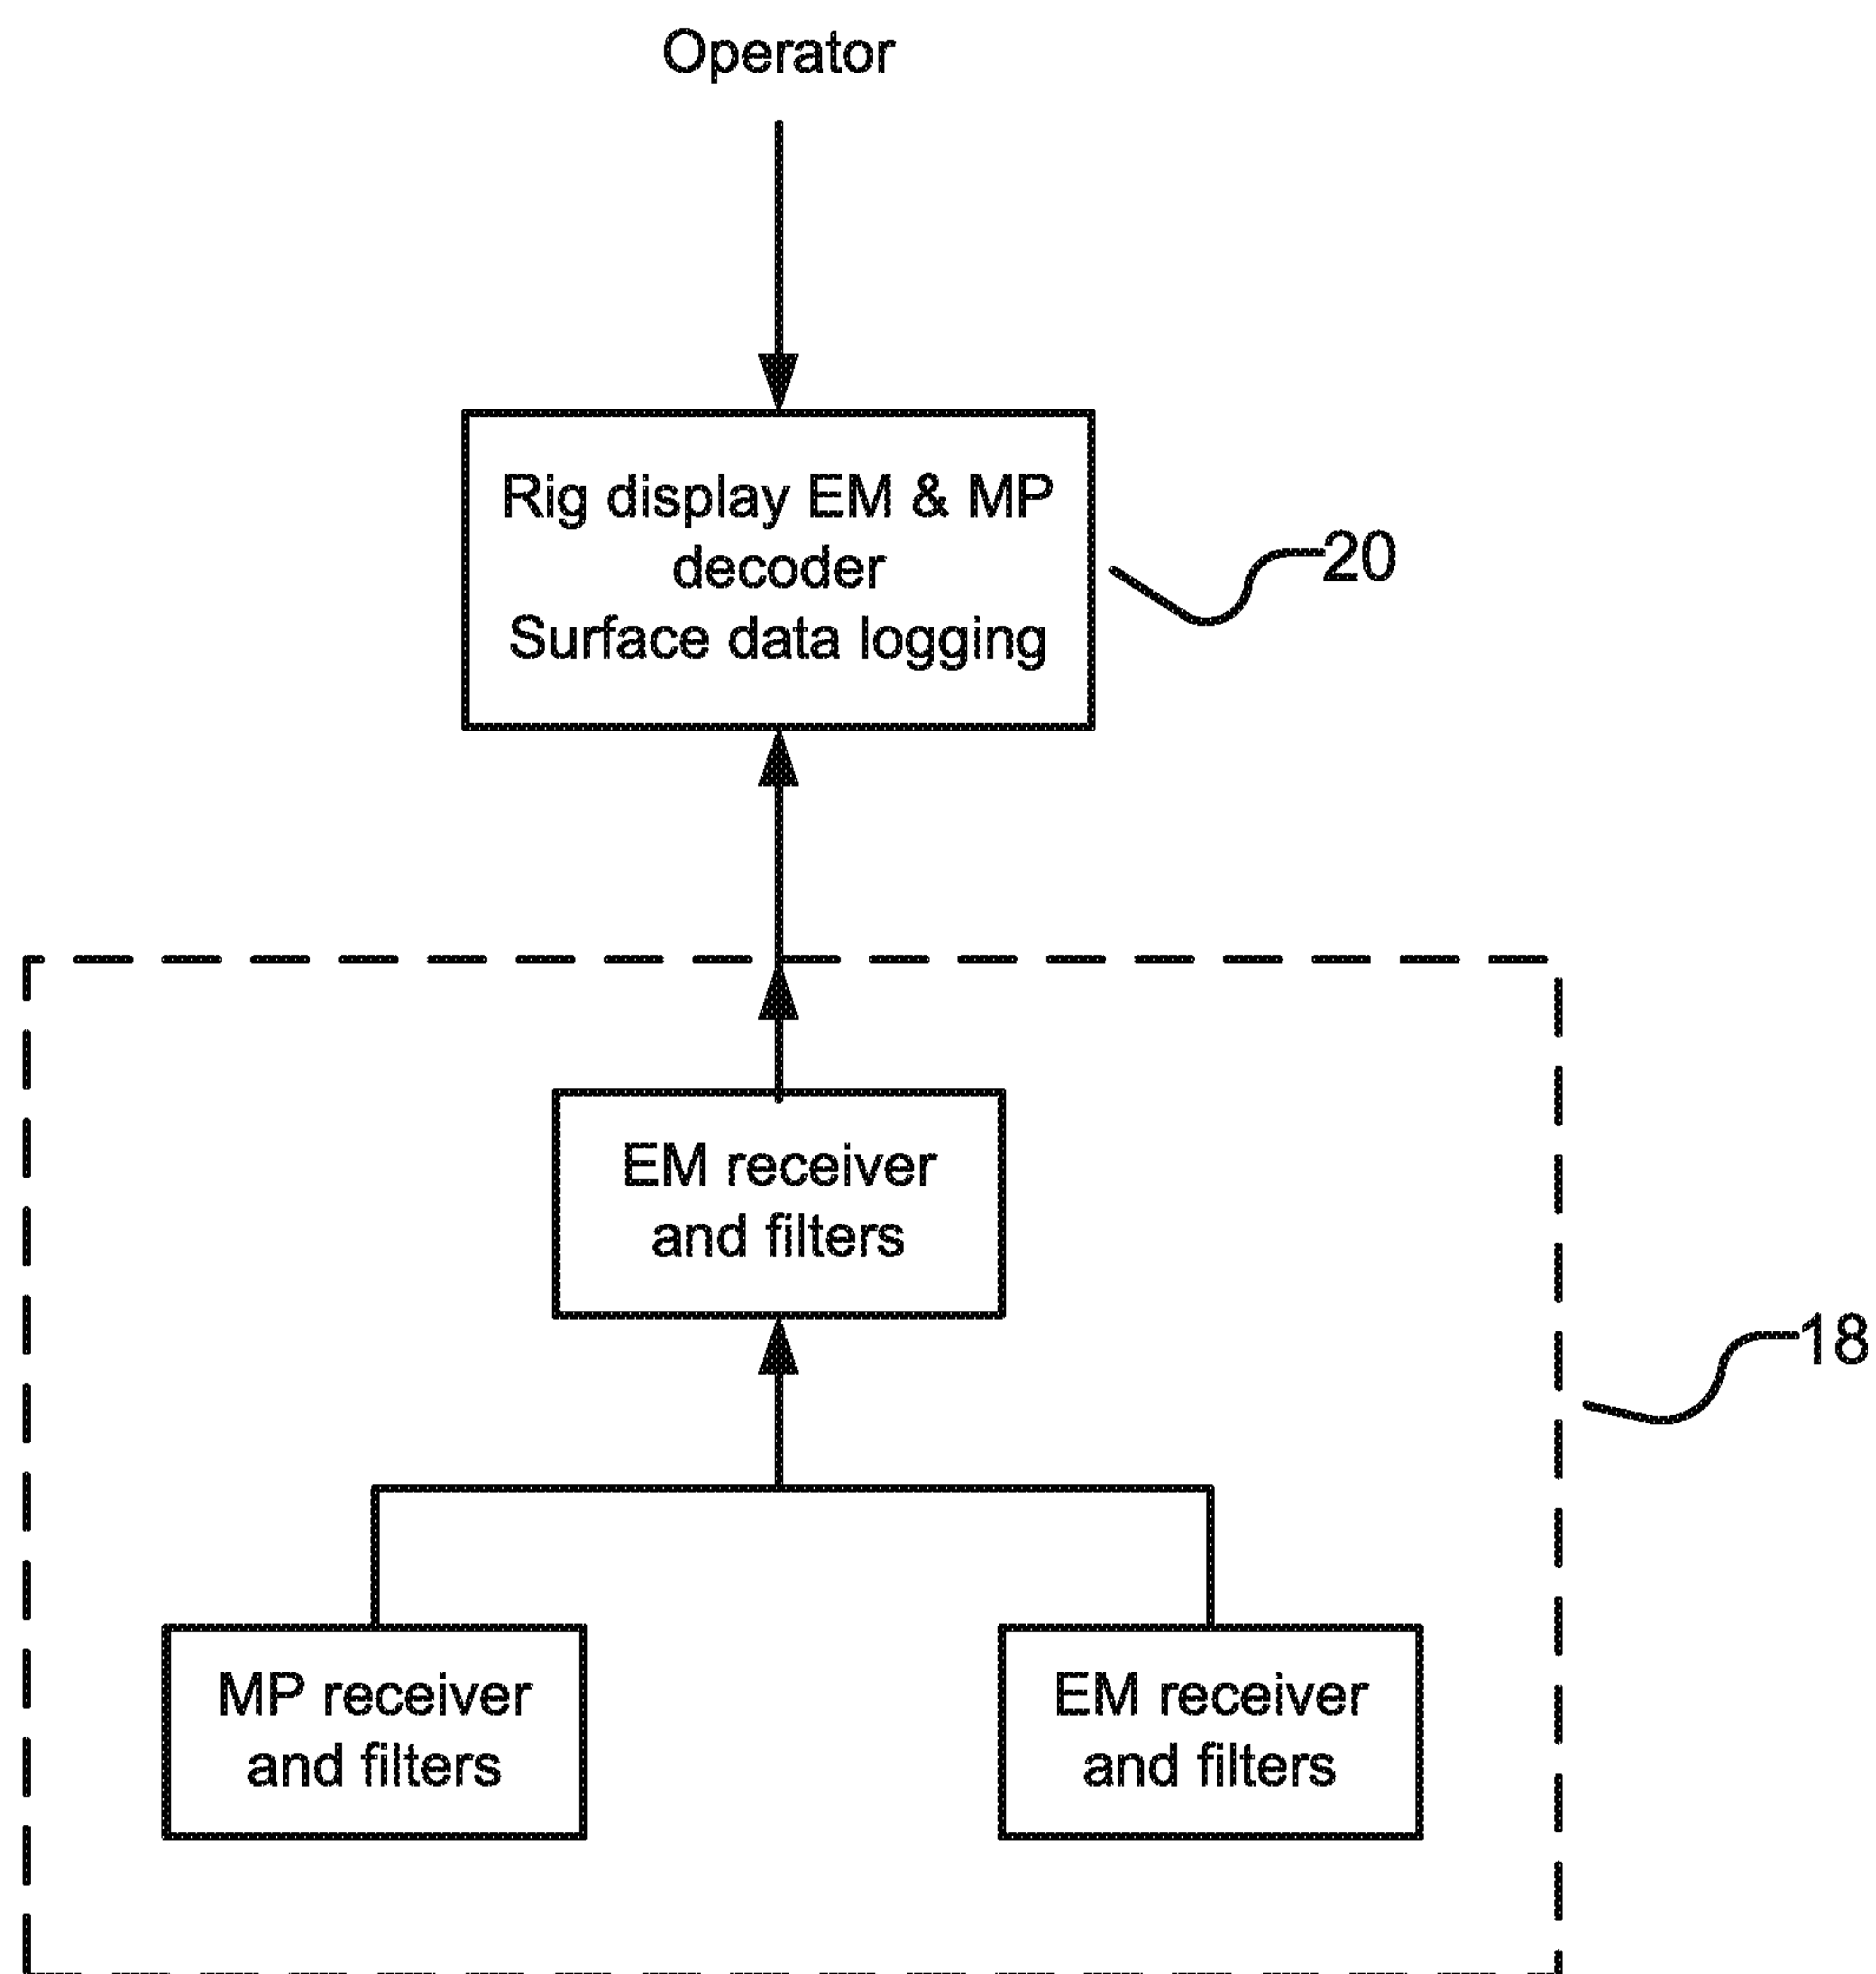 Operator
Rig display EM & MP
decoder
Surface data logging
20
EM receiver
and filters
18
MP receiver
and filters
EM receiver
and filters